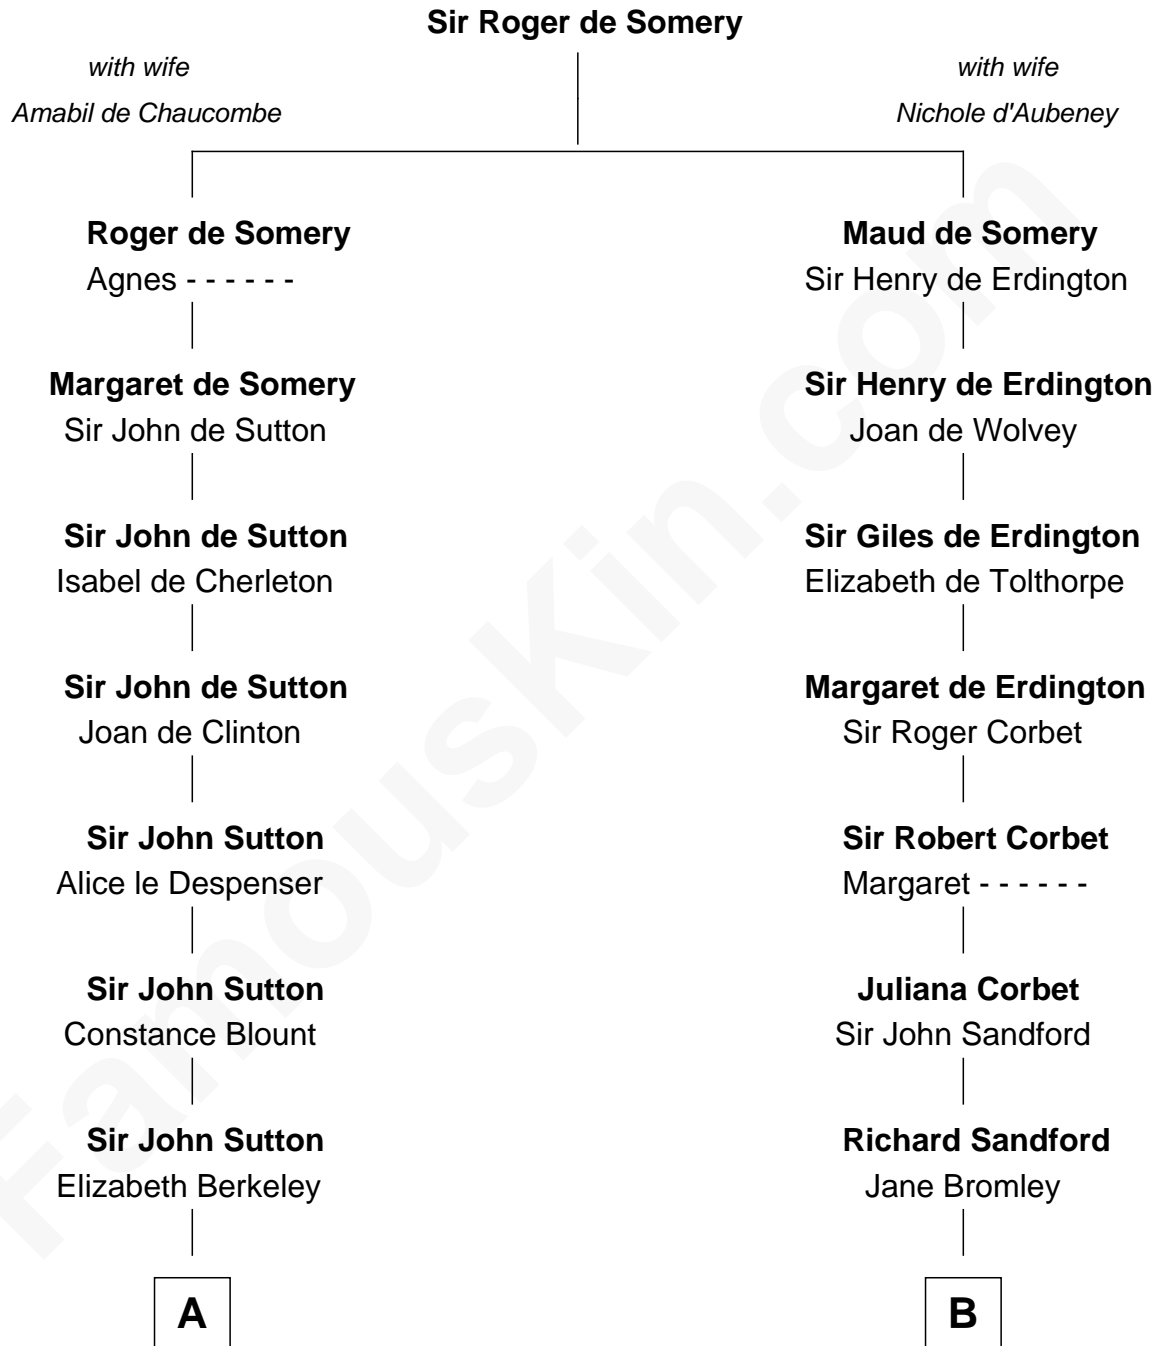 Sir Roger de Somery
with wife
Amabil de Chaucombe
with wife
Nichole d'Aubeney
Roger de Somery
Agnes - - - - - -
Maud de Somery
Sir Henry de Erdington
Margaret de Somery
Sir John de Sutton
Sir Henry de Erdington
Joan de Wolvey
Sir John de Sutton
Isabel de Cherleton
Sir Giles de Erdington
Elizabeth de Tolthorpe
Sir John de Sutton
Joan de Clinton
Margaret de Erdington
Sir Roger Corbet
Sir John Sutton
Alice le Despenser
Sir Robert Corbet
Margaret - - - - - -
Sir John Sutton
Constance Blount
Juliana Corbet
Sir John Sandford
Sir John Sutton
Elizabeth Berkeley
Richard Sandford
Jane Bromley
A
B
FamousKin.com